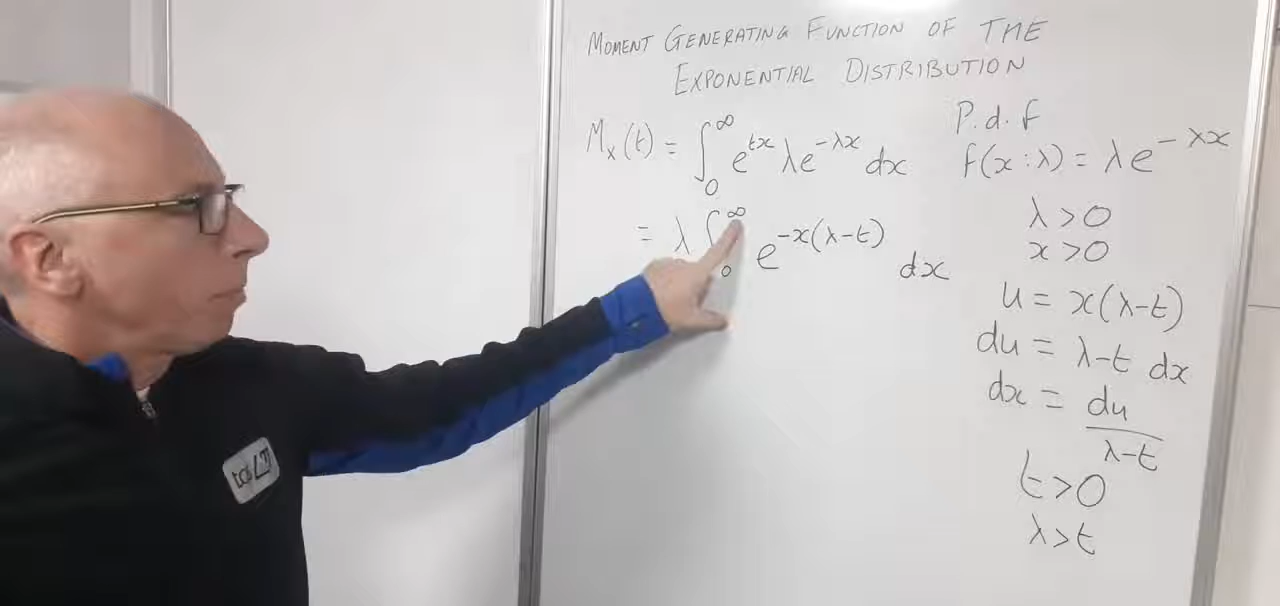 MOMENT GENERATING FUNCTION OF THE
EXPONENTIAL DISTRIBUTION
Mₓ(t) = ∫₀^∞ e^{tx} λe^{-λx} dx
= λ ∫₀^∞ e^{-x(λ-t)} dx
P.d.f
f(x:λ) = λe^{-λx}
λ>0
x>0
u = x(λ-t)
du = λ-t dx
dx = du/λ-t
t>0
λ>t